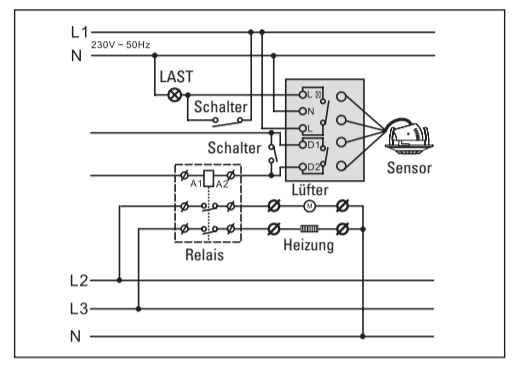 L1
230V ~ 50Hz
N
LAST
Schalter
L
N
L
Schalter
D1
D2
Sensor
A1 A2
Lüfter
M
Relais
Heizung
L2
L3
N